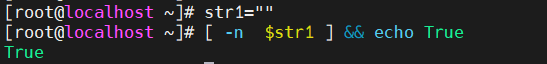 [root@localhost ~]# str1=""
[root@localhost ~]# [ -n  $str1 ] && echo True
True